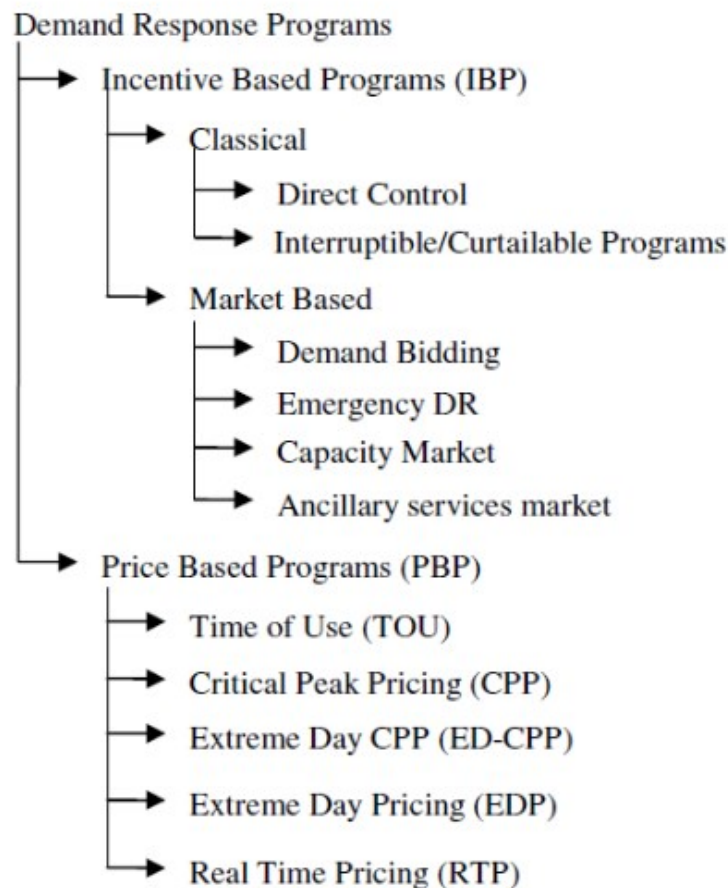 Demand Response Programs
Incentive Based Programs (IBP)
Classical
Direct Control
Interruptible/Curtailable Programs
Market Based
Demand Bidding
Emergency DR
Capacity Market
Ancillary services market
Price Based Programs (PBP)
Time of Use (TOU)
Critical Peak Pricing (CPP)
Extreme Day CPP (ED-CPP)
Extreme Day Pricing (EDP)
Real Time Pricing (RTP)